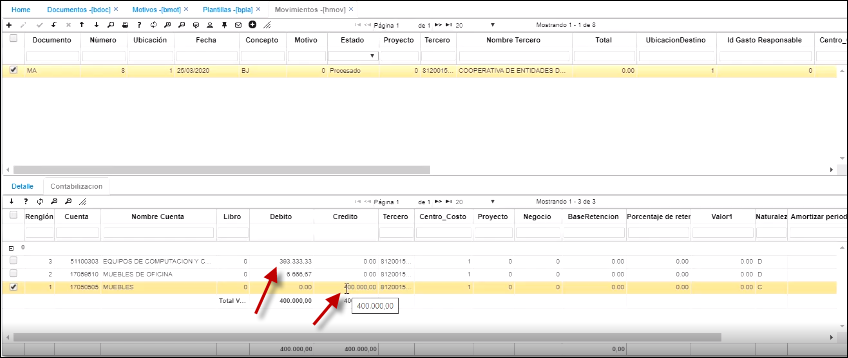 Home Documentos -[bdoc] ✕ Motivos -[bmot] ✕ Plantillas -[bpla] ✕ Movimientos -[hmov] ✕
Página 1 de 1 20 Mostrando 1 - 1 de 8
Documento Número Ubicación Fecha Concepto Motivo Estado Proyecto Tercero Nombre Tercero Total UbicacionDestino Id Gasto Responsable Centro_
MA 8 1 25/03/2020 BJ 0 Procesado 0 8120015... COOPERATIVA DE ENTIDADES D... 0.00 1 0
Detalle Contabilizacion
Página 1 de 1 20 Mostrando 1 - 3 de 3
Renglón Cuenta Nombre Cuenta Libro Debito Credito Tercero Centro_Costo Proyecto Negocio BaseRetencion Porcentaje de reter Valor1 Naturalez Amortizar period
0
3 51100303 EQUIPOS DE COMPUTACION Y C... 0 393.333,33 0.00 8120015... 1 0 0 0.00 0.00 0.00 D
2 MUEBLES DE OFICINA 0 6.666,67 0.00 8120015... 1 0 0 0.00 0.00 0.00 D
1 MUEBLES 0 0.00 400.000,00 8120015... 1 0 0 0.00 0.00 0.00 C
Total V... 400.000,00
400.000,00
400.000,00 400.000,00 0,00